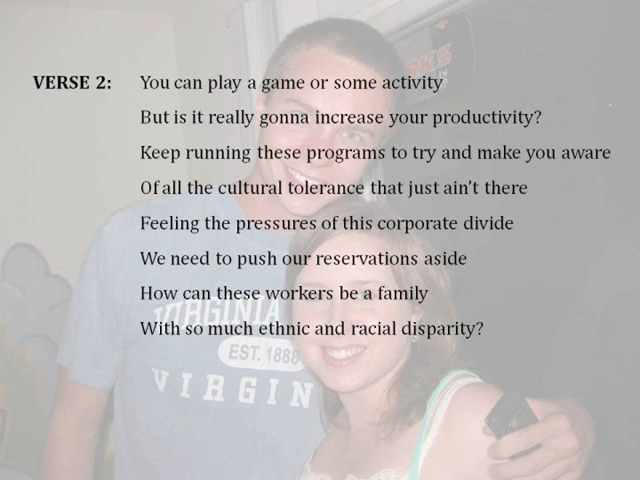 VERSE 2: You can play a game or some activity
But is it really gonna increase your productivity?
Keep running these programs to try and make you aware
Of all the cultural tolerance that just ain't there
Feeling the pressures of this corporate divide
We need to push our reservations aside
How can these workers be a family
With so much ethnic and racial disparity?
VIRGINIA
EST. 1888
VIRGIN